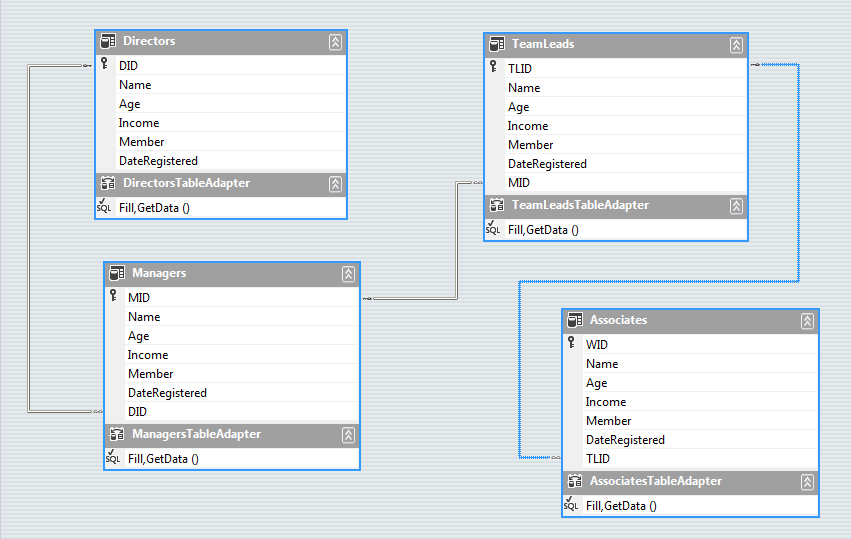 Directors
DID
Name
Age
Income
Member
DateRegistered
DirectorsTableAdapter
SQL Fill,GetData ()
TeamLeads
TLID
Name
Age
Income
Member
DateRegistered
MID
TeamLeadsTableAdapter
SQL Fill,GetData ()
Managers
MID
Name
Age
Income
Member
DateRegistered
DID
ManagersTableAdapter
SQL Fill,GetData ()
Associates
WID
Name
Age
Income
Member
DateRegistered
TLID
AssociatesTableAdapter
SQL Fill,GetData ()